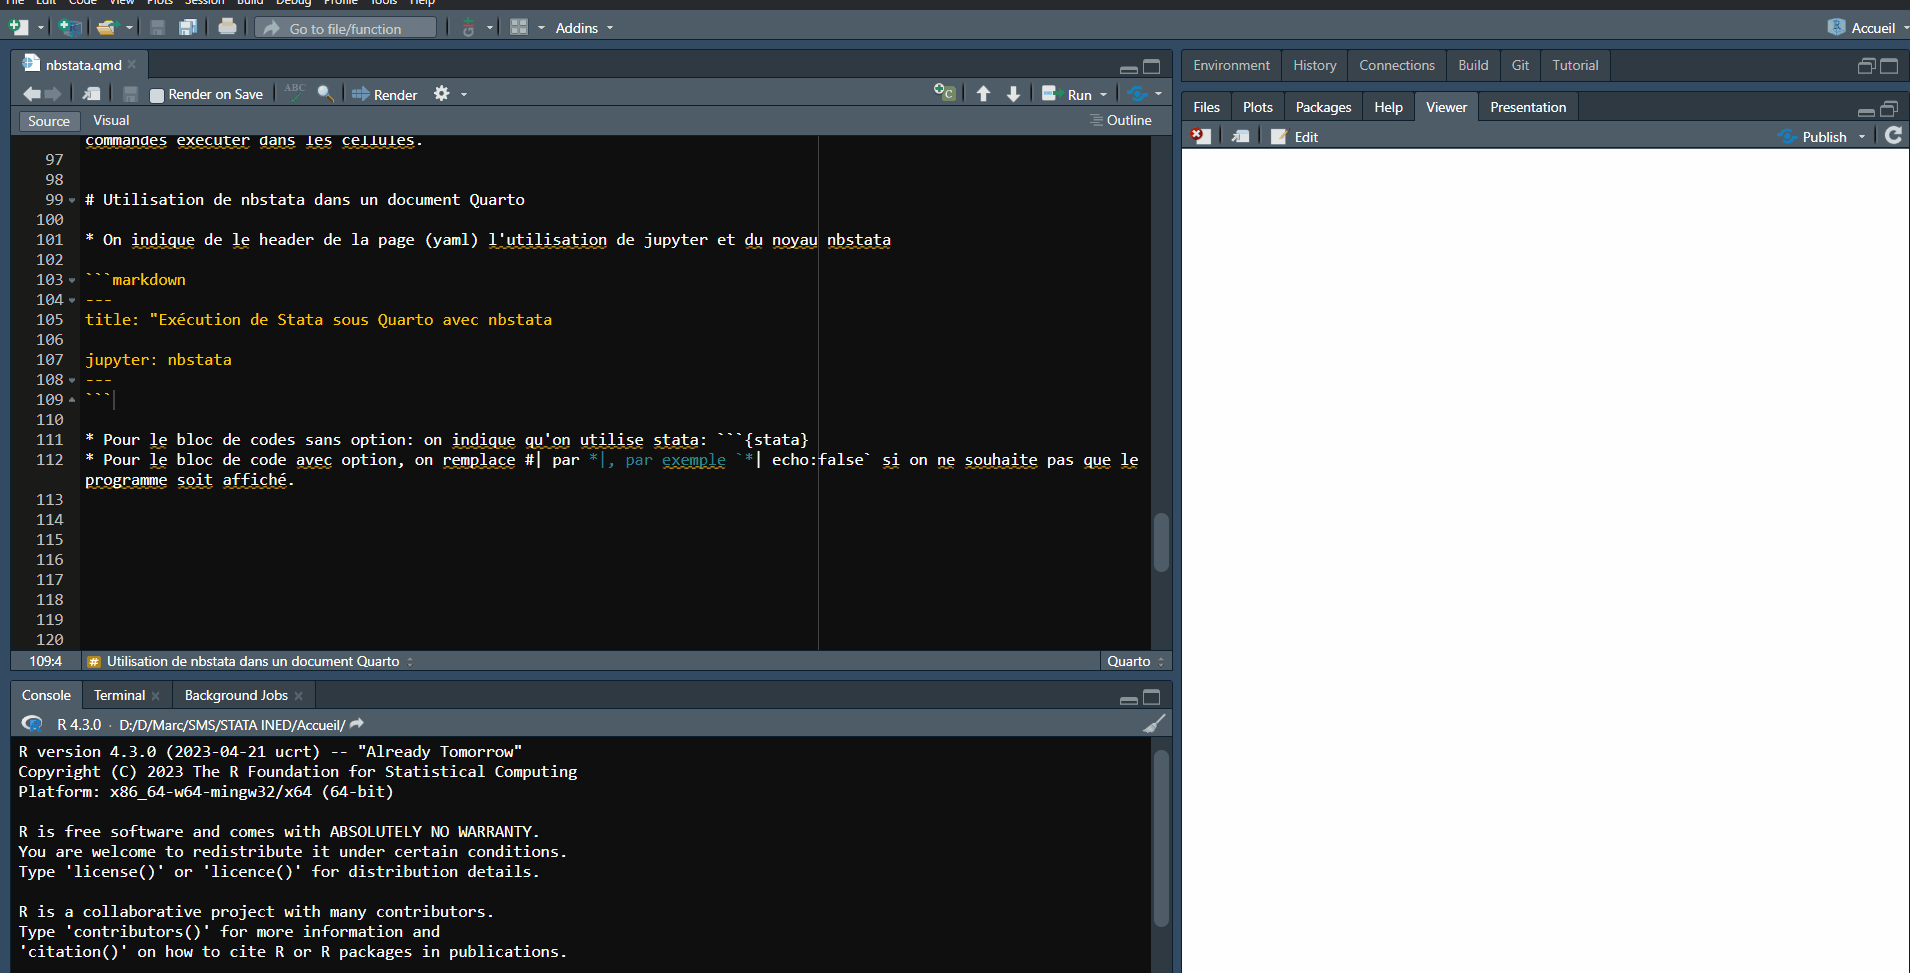 File Edit Code View Plots Session Build Debug Profile Tools Help
Go to file/function Addins Accueil
nbstata.qmd
Render on Save ABC Render Run
Source Visual Outline
commandes executer dans les cellules.
97
98
99 # Utilisation de nbstata dans un document Quarto
100
101 * On indique de le header de la page (yaml) l'utilisation de jupyter et du noyau nbstata
102
103 ```markdown
104 ---
105 title: "Exécution de Stata sous Quarto avec nbstata
106
107 jupyter: nbstata
108 ---
109 ```
110
111 * Pour le bloc de codes sans option: on indique qu'on utilise stata: ```{stata}
112 * Pour le bloc de code avec option, on remplace #| par *|, par exemple `*| echo:false` si on ne souhaite pas que le
programme soit affiché.
113
114
115
116
117
118
119
120
109:4 # Utilisation de nbstata dans un document Quarto Quarto
Console Terminal Background Jobs
R 4.3.0 · D:/D/Marc/SMS/STATA INED/Accueil/
R version 4.3.0 (2023-04-21 ucrt) -- "Already Tomorrow"
Copyright (C) 2023 The R Foundation for Statistical Computing
Platform: x86_64-w64-mingw32/x64 (64-bit)
R is free software and comes with ABSOLUTELY NO WARRANTY.
You are welcome to redistribute it under certain conditions.
Type 'license()' or 'licence()' for distribution details.
R is a collaborative project with many contributors.
Type 'contributors()' for more information and
'citation()' on how to cite R or R packages in publications.
Environment History Connections Build Git Tutorial
Files Plots Packages Help Viewer Presentation
Edit Publish